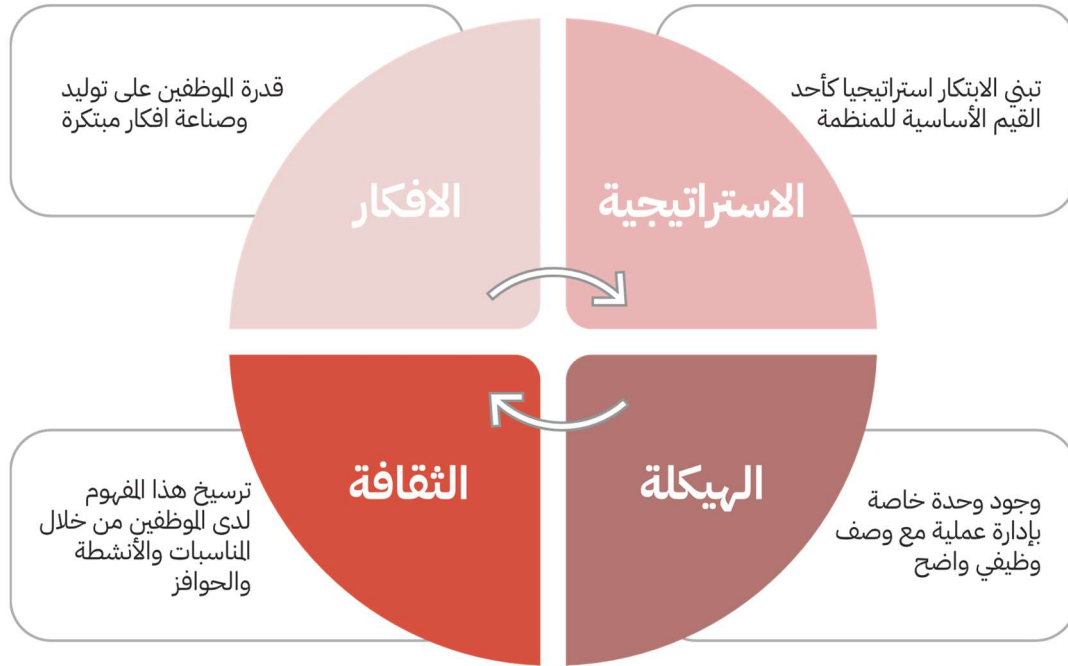 تبني الابتكار استراتيجيا كأحد
القيم الأساسية للمنظمة
الاستراتيجية
الافكار
قدرة الموظفين على توليد
وصناعة افكار مبتكرة
وجود وحدة خاصة
بإدارة عملية مع وصف
وظيفي واضح
الهيكلة
الثقافة
ترسيخ هذا المفهوم
لدى الموظفين من خلال
المناسبات والأنشطة
والحوافز